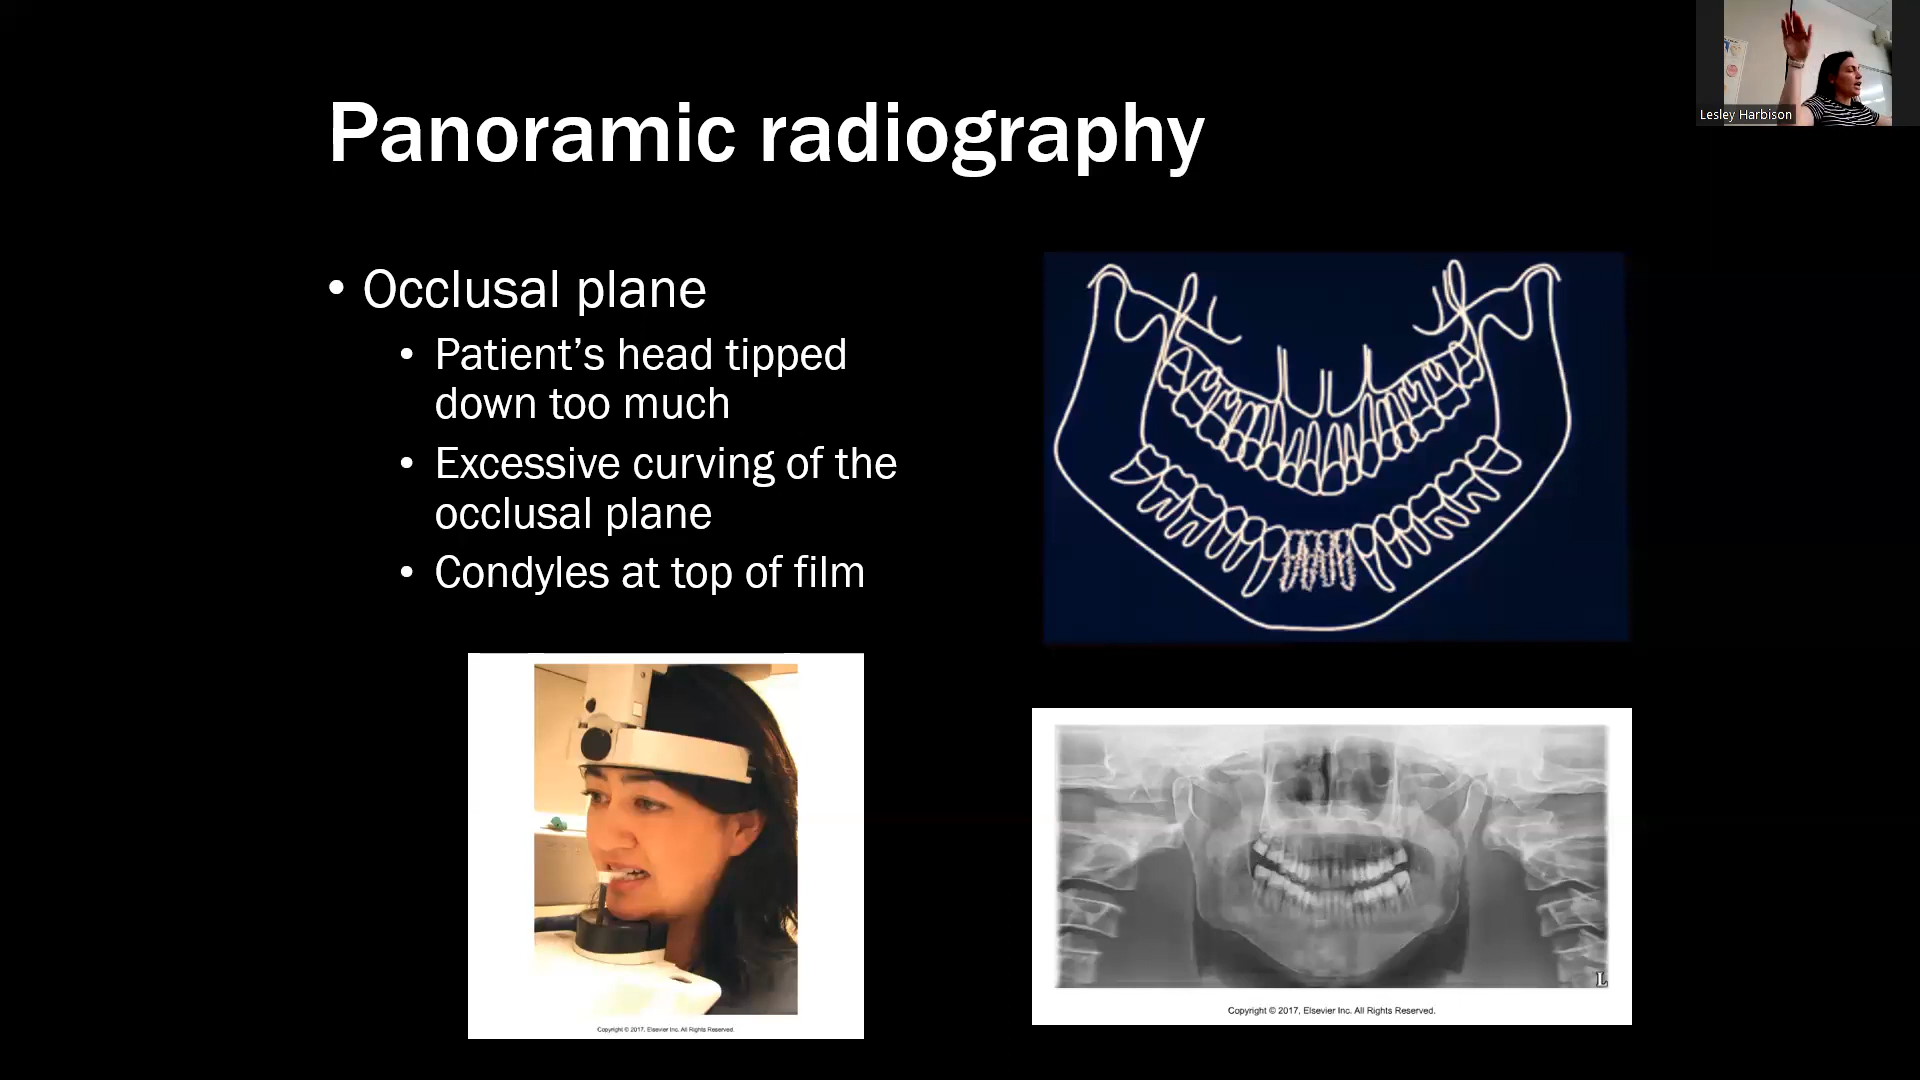 Panoramic radiography
Lesley Harbison
• Occlusal plane
• Patient’s head tipped
down too much
• Excessive curving of the
occlusal plane
• Condyles at top of film
Copyright © 2017, Elsevier Inc. All Rights Reserved.
L
Copyright © 2017, Elsevier Inc. All Rights Reserved.